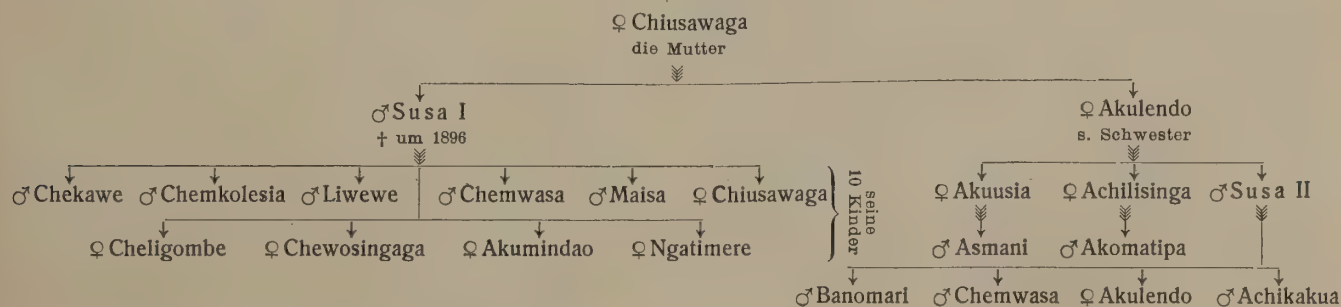 ♀ Chiusawaga
die Mutter
♂ Susa I
† um 1896
♀ Akulendo
s. Schwester
♂ Chekawe ♂ Chemkolesia ♂ Liwewe ♂ Chemwasa ♂ Maisa ♀ Chiusawaga
♀ Cheligombe ♀ Chewosingaga ♀ Akumindao ♀ Ngatimere
seine
10 Kinder
♀ Akuusia ♀ Achilisinga ♂ Susa II
♂ Asmani ♂ Akomatipa
♂ Banomari ♂ Chemwasa ♀ Akulendo ♂ Achikakua